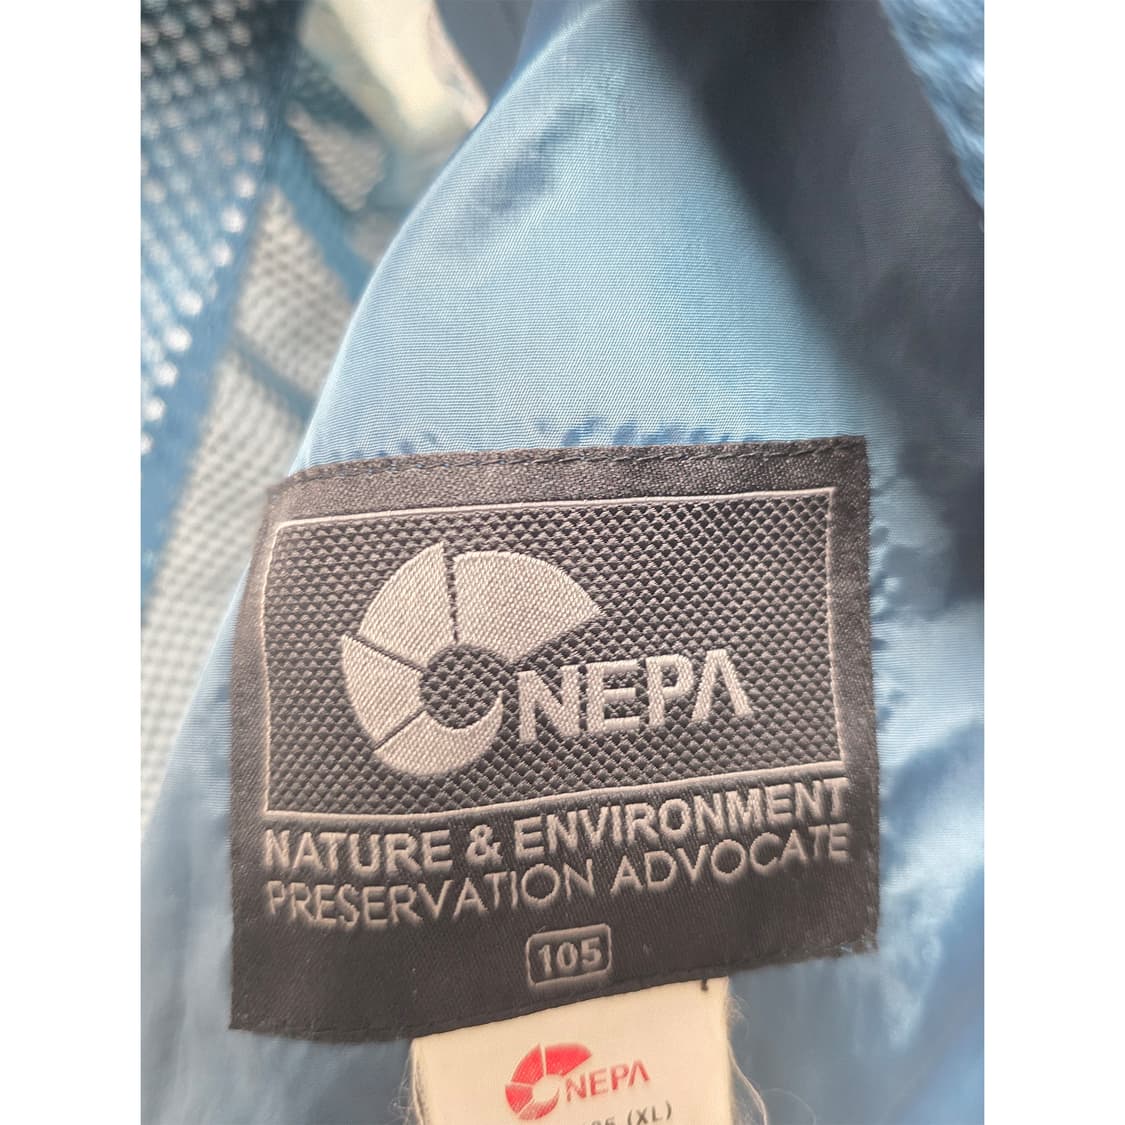 NEPA
NATURE & ENVIRONMENT
PRESERVATION ADVOCATE
105
NEPA
(XL)